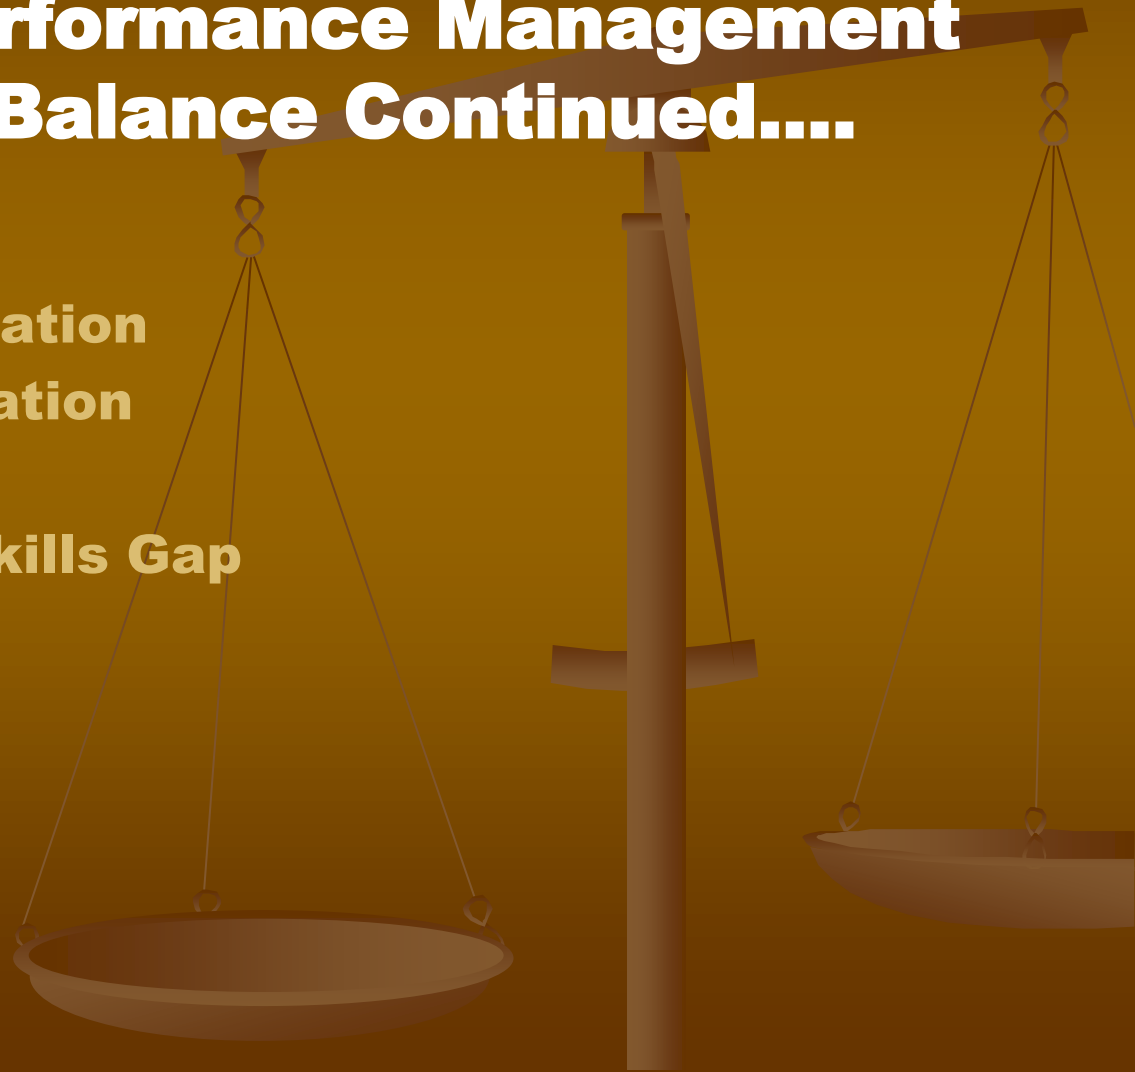 rformance Management
Balance Continued....
ation
ation
kills Gap